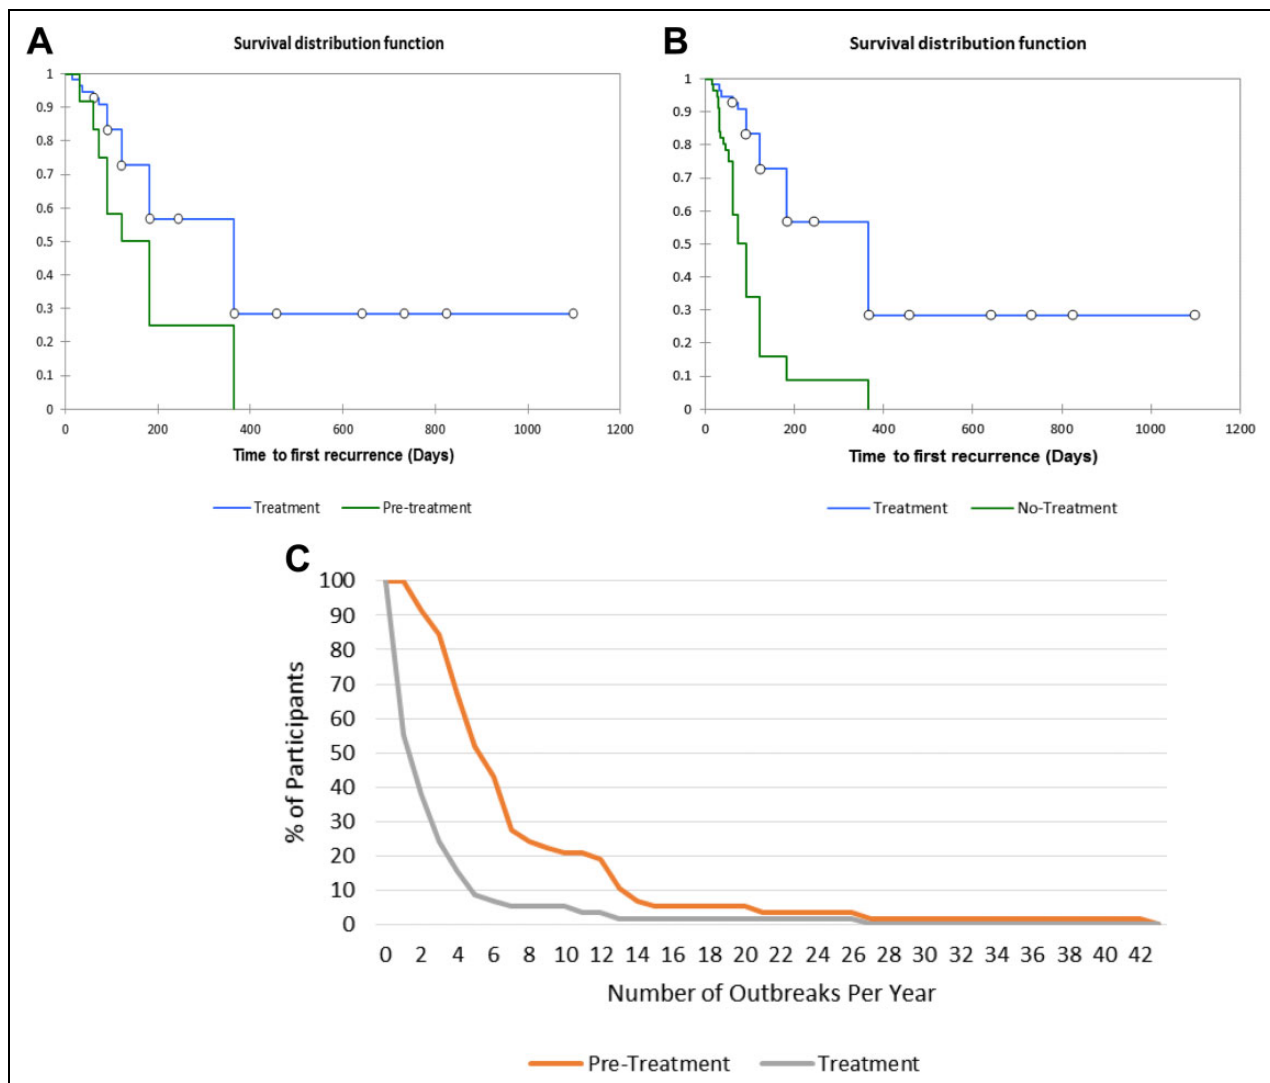 A
Survival distribution function
1
0.9
0.8
0.7
0.6
0.5
0.4
0.3
0.2
0.1
0
0 200 400 600 800 1000 1200
Time to first recurrence (Days)
Treatment Pre-treatment
B
Survival distribution function
1
0.9
0.8
0.7
0.6
0.5
0.4
0.3
0.2
0.1
0
0 200 400 600 800 1000 1200
Time to first recurrence (Days)
Treatment No-Treatment
C
100
90
80
70
60
50
40
30
20
10
0
% of Participants
0 2 4 6 8 10 12 14 16 18 20 22 24 26 28 30 32 34 36 38 40 42
Number of Outbreaks Per Year
Pre-Treatment Treatment